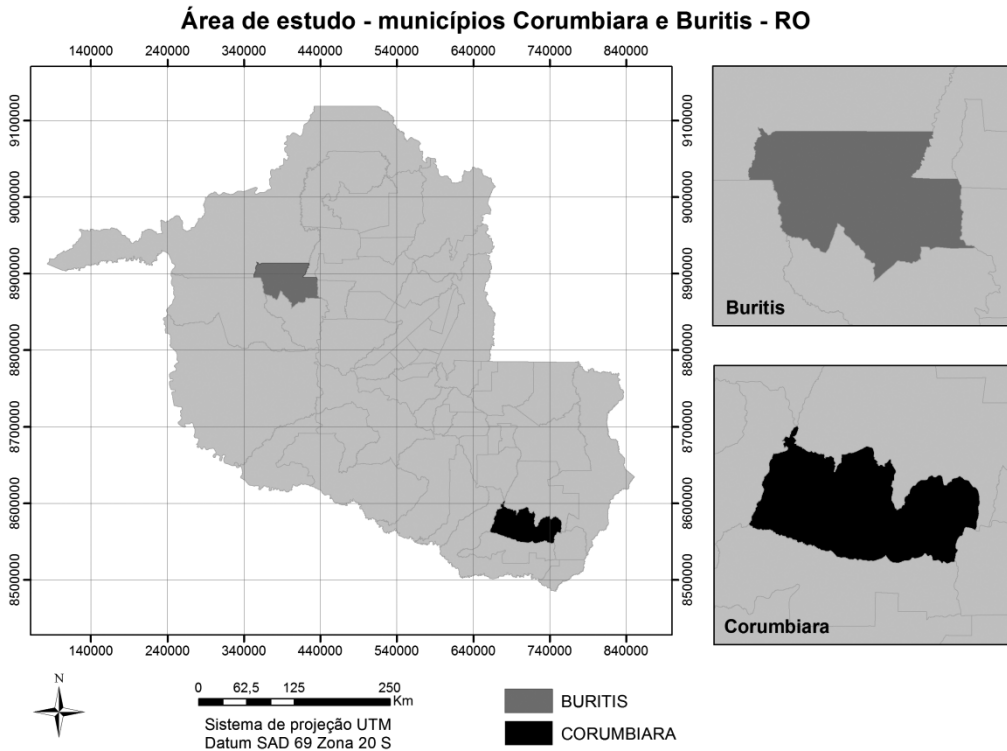 Área de estudo - municípios Corumbiara e Buritis - RO
140000 240000 340000 440000 540000 640000 740000 840000
9100000
9000000
8900000
8800000
8700000
8600000
8500000
9100000
9000000
8900000
8800000
8700000
8600000
8500000
140000 240000 340000 440000 540000 640000 740000 840000
Buritis
Corumbiara
N
0 62,5 125 250
Km
Sistema de projeção UTM
Datum SAD 69 Zona 20 S
BURITIS
CORUMBIARA